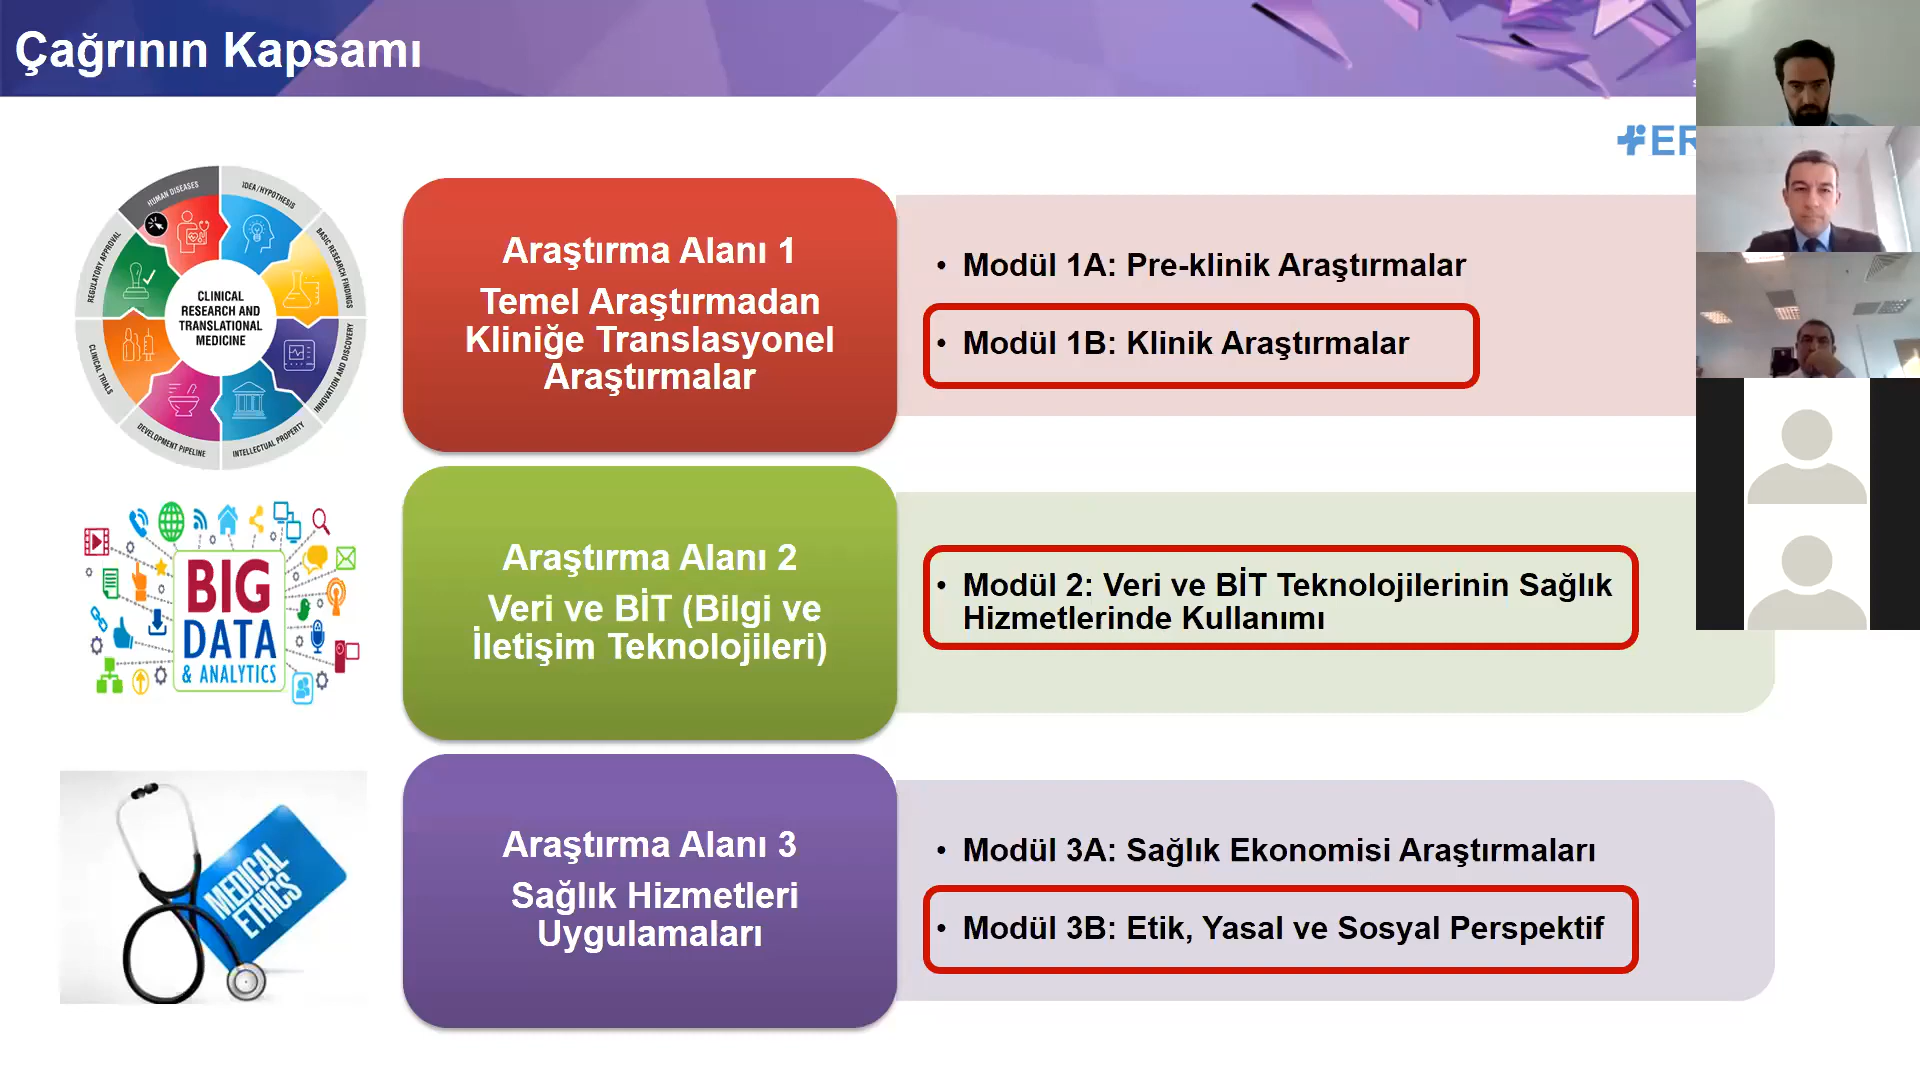 Çağrının Kapsamı
ER
HUMAN DISEASES
IDEA/HYPOTHESIS
BASIC RESEARCH FINDINGS
INNOVATION AND DISCOVERY
INTELLECTUAL PROPERTY
DEVELOPMENT PIPELINE
CLINICAL TRIALS
REGULATORY APPROVAL
CLINICAL
RESEARCH AND
TRANSLATIONAL
MEDICINE
Araştırma Alanı 1
Temel Araştırmadan
Kliniğe Translasyonel
Araştırmalar
• Modül 1A: Pre-klinik Araştırmalar
• Modül 1B: Klinik Araştırmalar
BIG
DATA
& ANALYTICS
Araştırma Alanı 2
Veri ve BİT (Bilgi ve
İletişim Teknolojileri)
• Modül 2: Veri ve BİT Teknolojilerinin Sağlık
Hizmetlerinde Kullanımı
MEDICAL
ETHICS
Araştırma Alanı 3
Sağlık Hizmetleri
Uygulamaları
• Modül 3A: Sağlık Ekonomisi Araştırmaları
• Modül 3B: Etik, Yasal ve Sosyal Perspektif